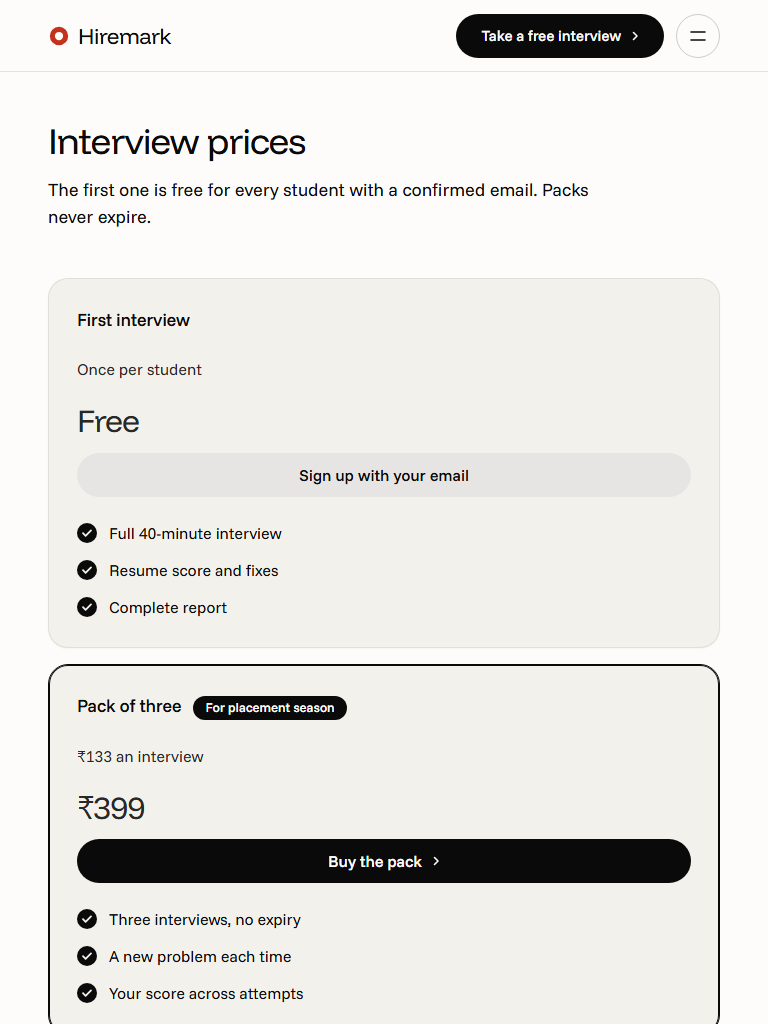 Hiremark
Take a free interview
Interview prices
The first one is free for every student with a confirmed email. Packs
never expire.
First interview
Once per student
Free
Sign up with your email
Full 40-minute interview
Resume score and fixes
Complete report
Pack of three
For placement season
₹133 an interview
₹399
Buy the pack
Three interviews, no expiry
A new problem each time
Your score across attempts